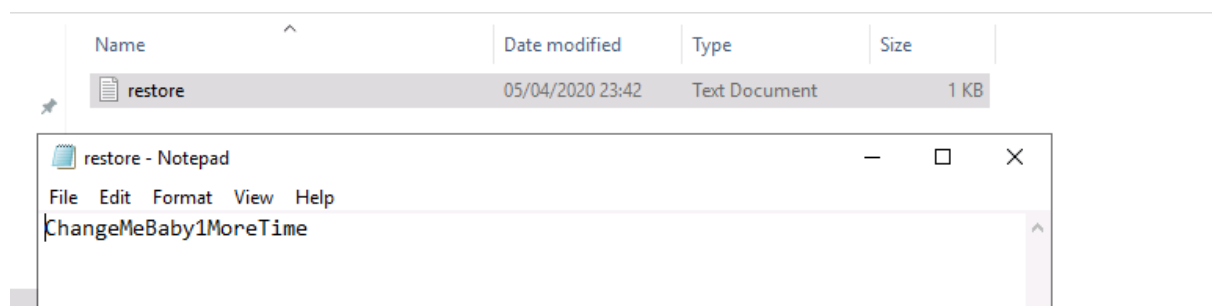 Name Date modified Type Size
restore 05/04/2020 23:42 Text Document 1 KB
restore - Notepad
File Edit Format View Help
ChangeMeBaby1MoreTime